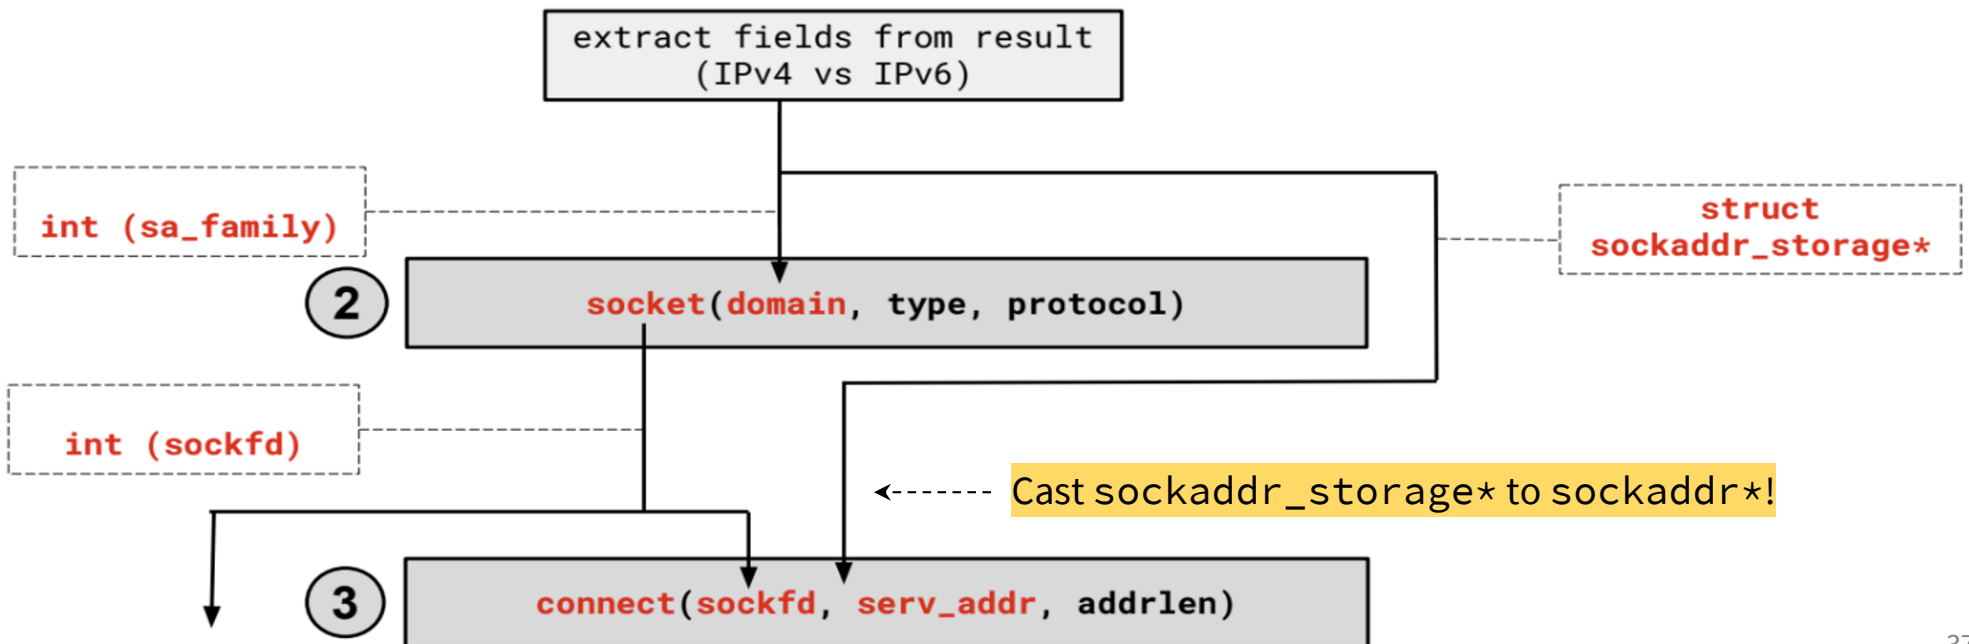 extract fields from result
(IPv4 vs IPv6)
int (sa_family)
struct
sockaddr_storage*
2
socket(domain, type, protocol)
int (sockfd)
Cast sockaddr_storage* to sockaddr*!
3
connect(sockfd, serv_addr, addrlen)